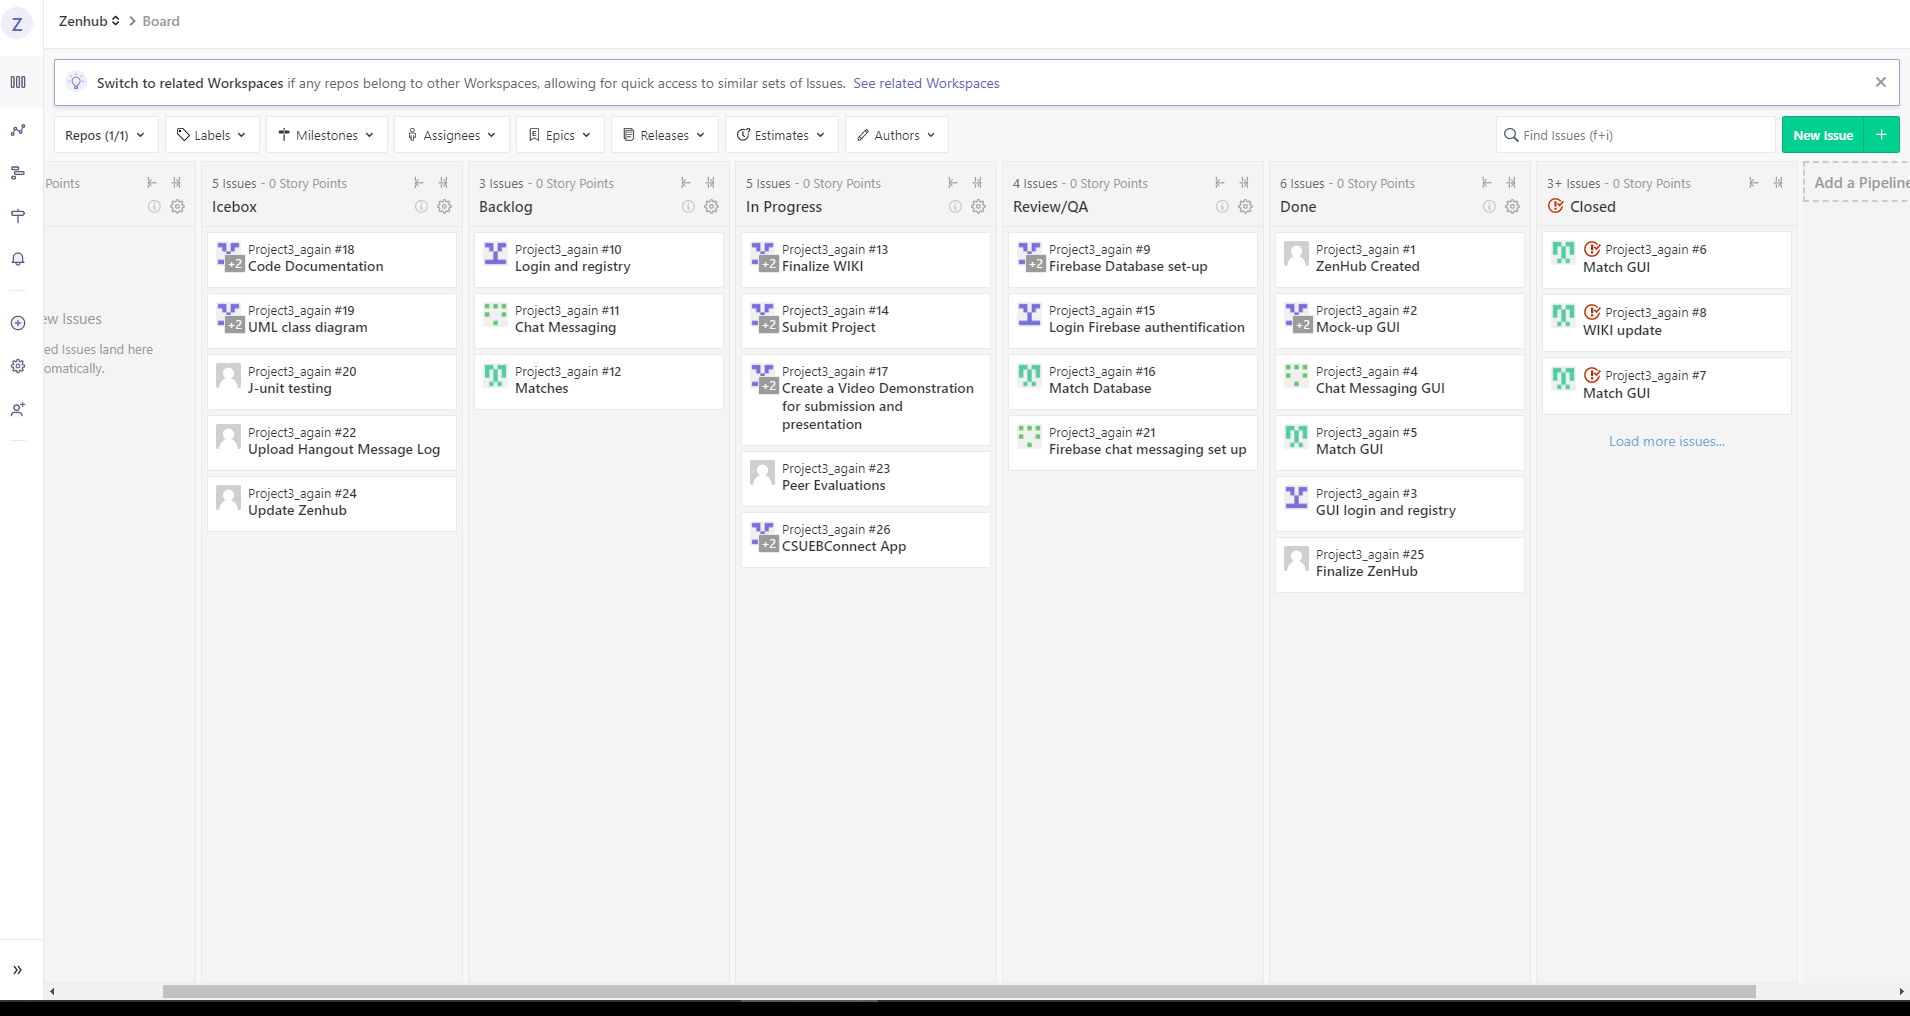 Z
Zenhub > Board
Switch to related Workspaces if any repos belong to other Workspaces, allowing for quick access to similar sets of Issues. See related Workspaces
Repos (1/1)
Labels
Milestones
Assignees
Epics
Releases
Estimates
Authors
Find Issues (f+i)
New Issue +
Points
ew Issues
ed Issues land here
omatically.
5 Issues - 0 Story Points
Icebox
+2
Project3_again #18
Code Documentation
+2
Project3_again #19
UML class diagram
Project3_again #20
J-unit testing
Project3_again #22
Upload Hangout Message Log
Project3_again #24
Update Zenhub
3 Issues - 0 Story Points
Backlog
Project3_again #10
Login and registry
Project3_again #11
Chat Messaging
Project3_again #12
Matches
5 Issues - 0 Story Points
In Progress
+2
Project3_again #13
Finalize WIKI
+2
Project3_again #14
Submit Project
+2
Project3_again #17
Create a Video Demonstration
for submission and
presentation
Project3_again #23
Peer Evaluations
+2
Project3_again #26
CSUEBConnect App
4 Issues - 0 Story Points
Review/QA
+2
Project3_again #9
Firebase Database set-up
Project3_again #15
Login Firebase authentification
Project3_again #16
Match Database
Project3_again #21
Firebase chat messaging set up
6 Issues - 0 Story Points
Done
Project3_again #1
ZenHub Created
+2
Project3_again #2
Mock-up GUI
Project3_again #4
Chat Messaging GUI
Project3_again #5
Match GUI
Project3_again #3
GUI login and registry
Project3_again #25
Finalize ZenHub
3+ Issues - 0 Story Points
Closed
Project3_again #6
Match GUI
Project3_again #8
WIKI update
Project3_again #7
Match GUI
Load more issues...
Add a Pipeline